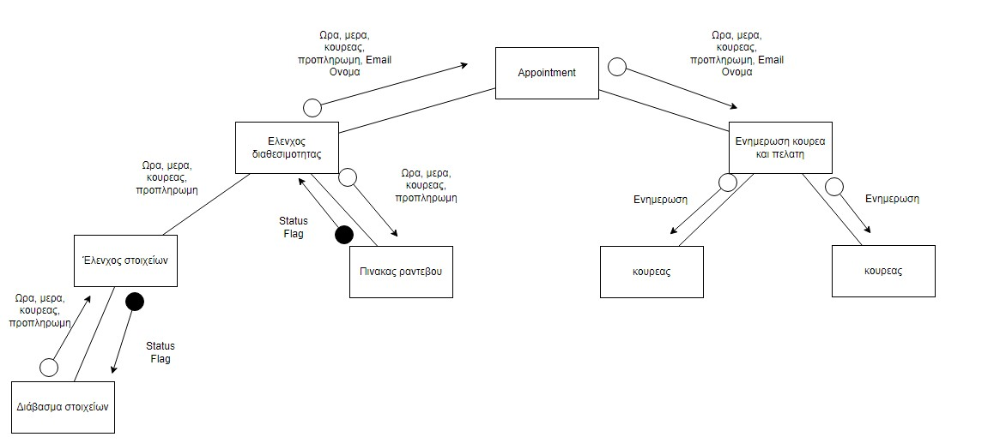 Ωρα, μερα,
κουρεας,
προπληρωμη, Email
Ονομα
Appointment
Ωρα, μερα,
κουρεας,
προπληρωμη, Email
Ονομα
Ελενχος
διαθεσιμοτητας
Ενημερωση κουρεα
και πελατη
Ωρα, μερα,
κουρεας,
προπληρωμη
Ωρα, μερα,
κουρεας,
προπληρωμη
Status
Flag
Ενημερωση
Ενημερωση
Έλενχος στοιχείων
Πινακας ραντεβου
κουρεας
κουρεας
Ωρα, μερα,
κουρεας,
προπληρωμη
Status
Flag
Διάβασμα στοιχείων